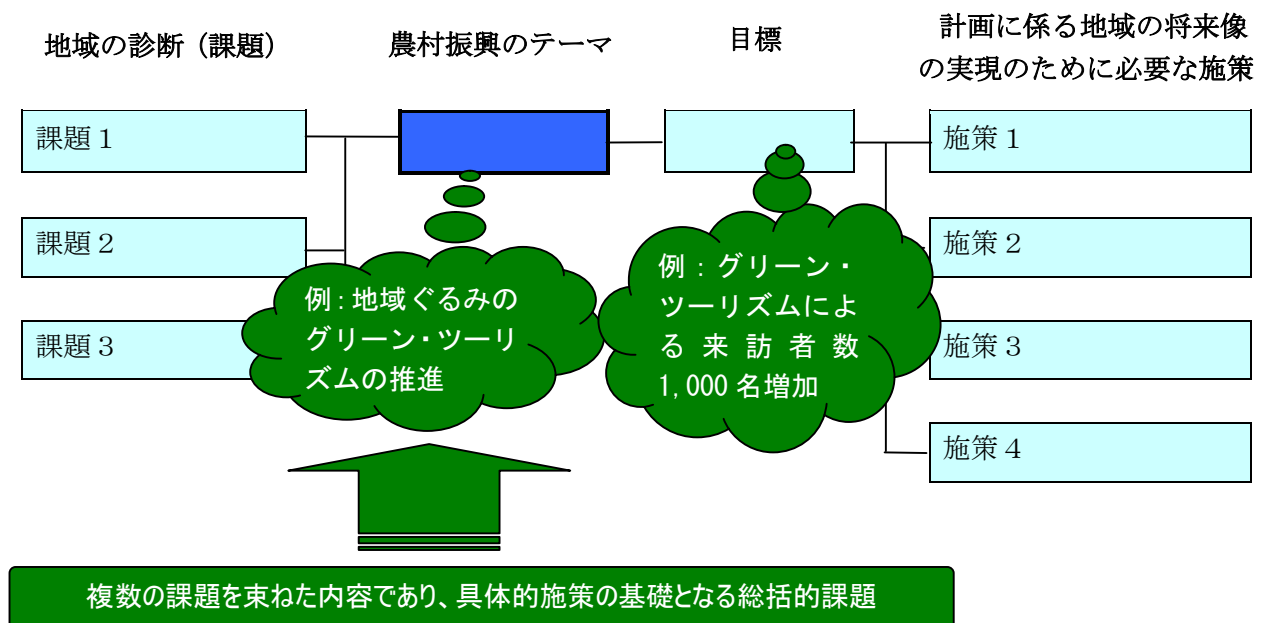 地域の診断（課題）
農村振興のテーマ
目標
計画に係る地域の将来像
の実現のために必要な施策
課題１
課題２
課題３
施策１
施策２
施策３
施策４
例：地域ぐるみの
グリーン・ツーリ
ズムの推進
例：グリーン・
ツーリズムによ
る来訪者数
1,000名増加
複数の課題を束ねた内容であり、具体的施策の基礎となる総括的課題